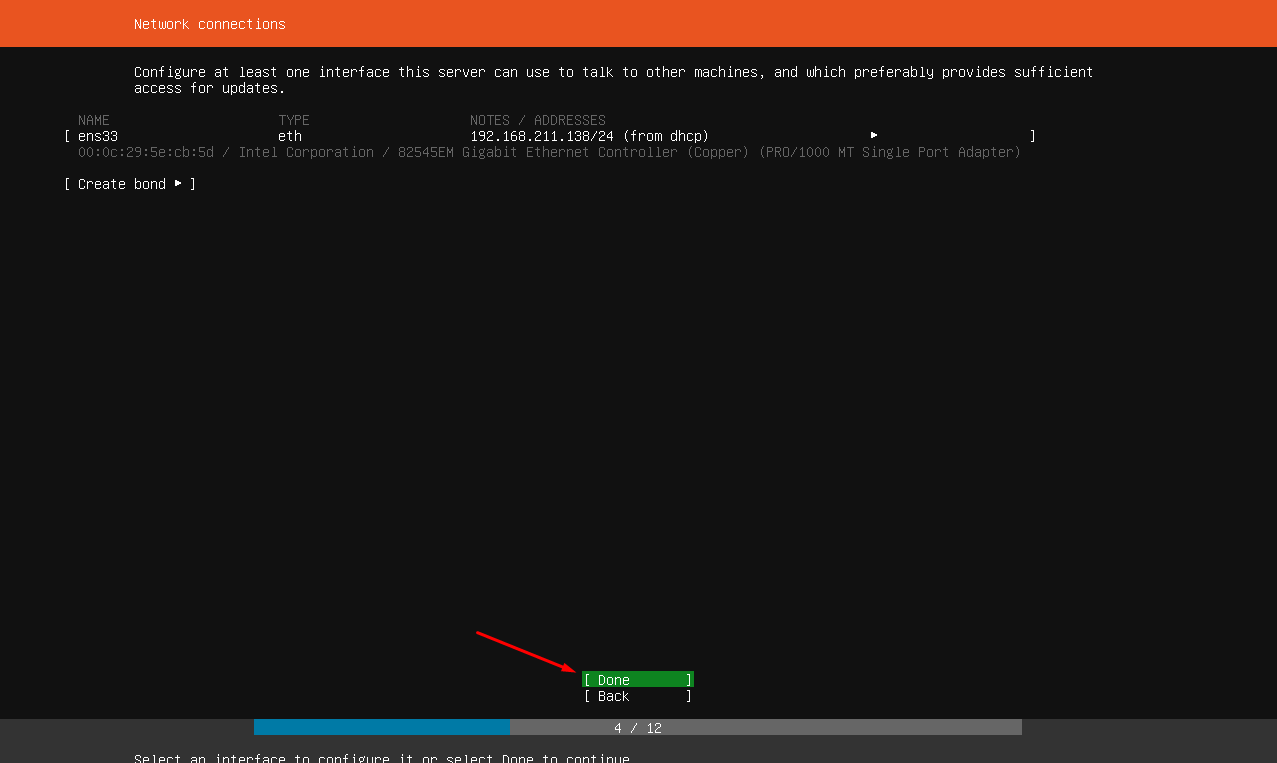 Network connections
Configure at least one interface this server can use to talk to other machines, and which preferably provides sufficient
access for updates.
NAME TYPE NOTES / ADDRESSES
[ ens33 eth 192.168.211.138/24 (from dhcp) ▸ ]
00:0c:29:5e:cb:5d / Intel Corporation / 82545EM Gigabit Ethernet Controller (Copper) (PRO/1000 MT Single Port Adapter)
[ Create bond ▸ ]
[ Done ]
[ Back ]
4 / 12
Select an interface to configure it or select Done to continue